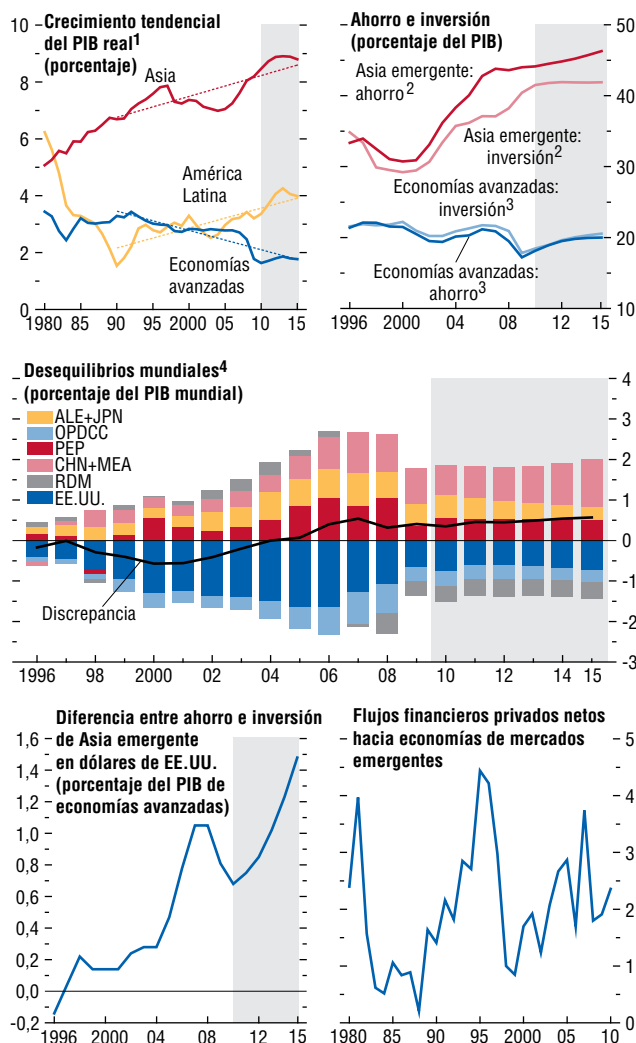 Crecimiento tendencial
del PIB real1
(porcentaje)
10
8
6
4
2
0
Asia
América
Latina
Economías
avanzadas
1980 85 90 95 2000 05 10 15
Ahorro e inversión
(porcentaje del PIB)
50
40
30
20
10
Asia emergente:
ahorro2
Asia emergente:
inversión2
Economías avanzadas:
inversión3
Economías avanzadas:
ahorro3
1996 2000 04 08 12 15
Desequilibrios mundiales4
(porcentaje del PIB mundial)
ALE+JPN
OPDCC
PEP
CHN+MEA
RDM
EE.UU.
Discrepancia
4
3
2
1
0
-1
-2
-3
1996 98 2000 02 04 06 08 10 12 14 15
Diferencia entre ahorro e inversión
de Asia emergente
en dólares de EE.UU.
(porcentaje del PIB de
economías avanzadas)
1,6
1,4
1,2
1,0
0,8
0,6
0,4
0,2
0,0
-0,2
1996 2000 04 08 12 15
Flujos financieros privados netos
hacia economías de mercados
emergentes
5
4
3
2
1
0
1980 85 90 95 2000 05 10